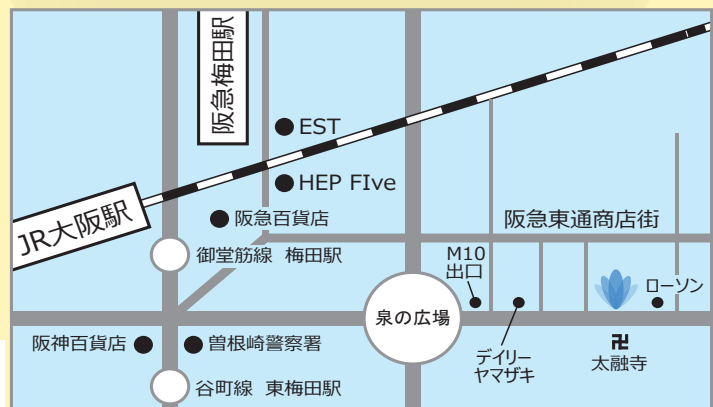 阪急梅田駅
EST
HEP FIve
JR大阪駅
阪急百貨店
阪急東通商店街
御堂筋線 梅田駅
M10
出口
ローソン
泉の広場
阪神百貨店
曽根崎警察署
デイリー
ヤマザキ
卍
太融寺
谷町線 東梅田駅